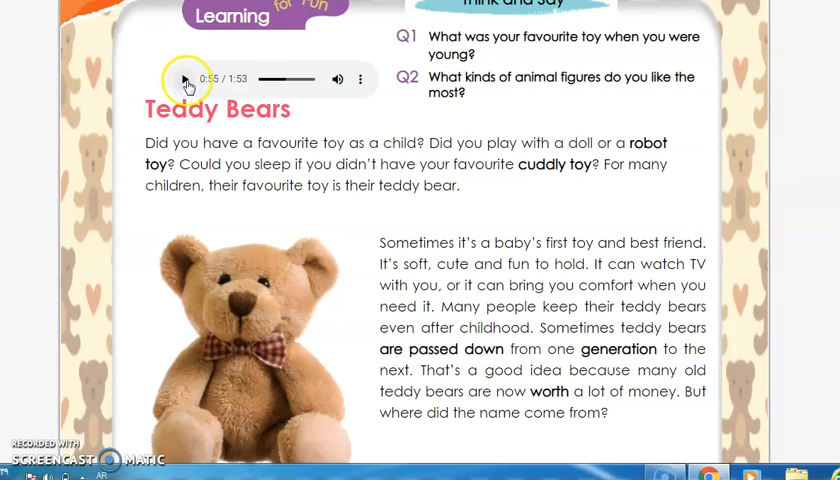 Learning
for Fun
Think and Say
Q1 What was your favourite toy when you were
young?
0:55 / 1:53
Q2 What kinds of animal figures do you like the
most?
Teddy Bears
Did you have a favourite toy as a child? Did you play with a doll or a robot
toy? Could you sleep if you didn't have your favourite cuddly toy? For many
children, their favourite toy is their teddy bear.
Sometimes it's a baby's first toy and best friend.
It's soft, cute and fun to hold. It can watch TV
with you, or it can bring you comfort when you
need it. Many people keep their teddy bears
even after childhood. Sometimes teddy bears
are passed down from one generation to the
next. That's a good idea because many old
teddy bears are now worth a lot of money. But
where did the name come from?
RECORDED WITH
SCREENCAST MATIC
AR